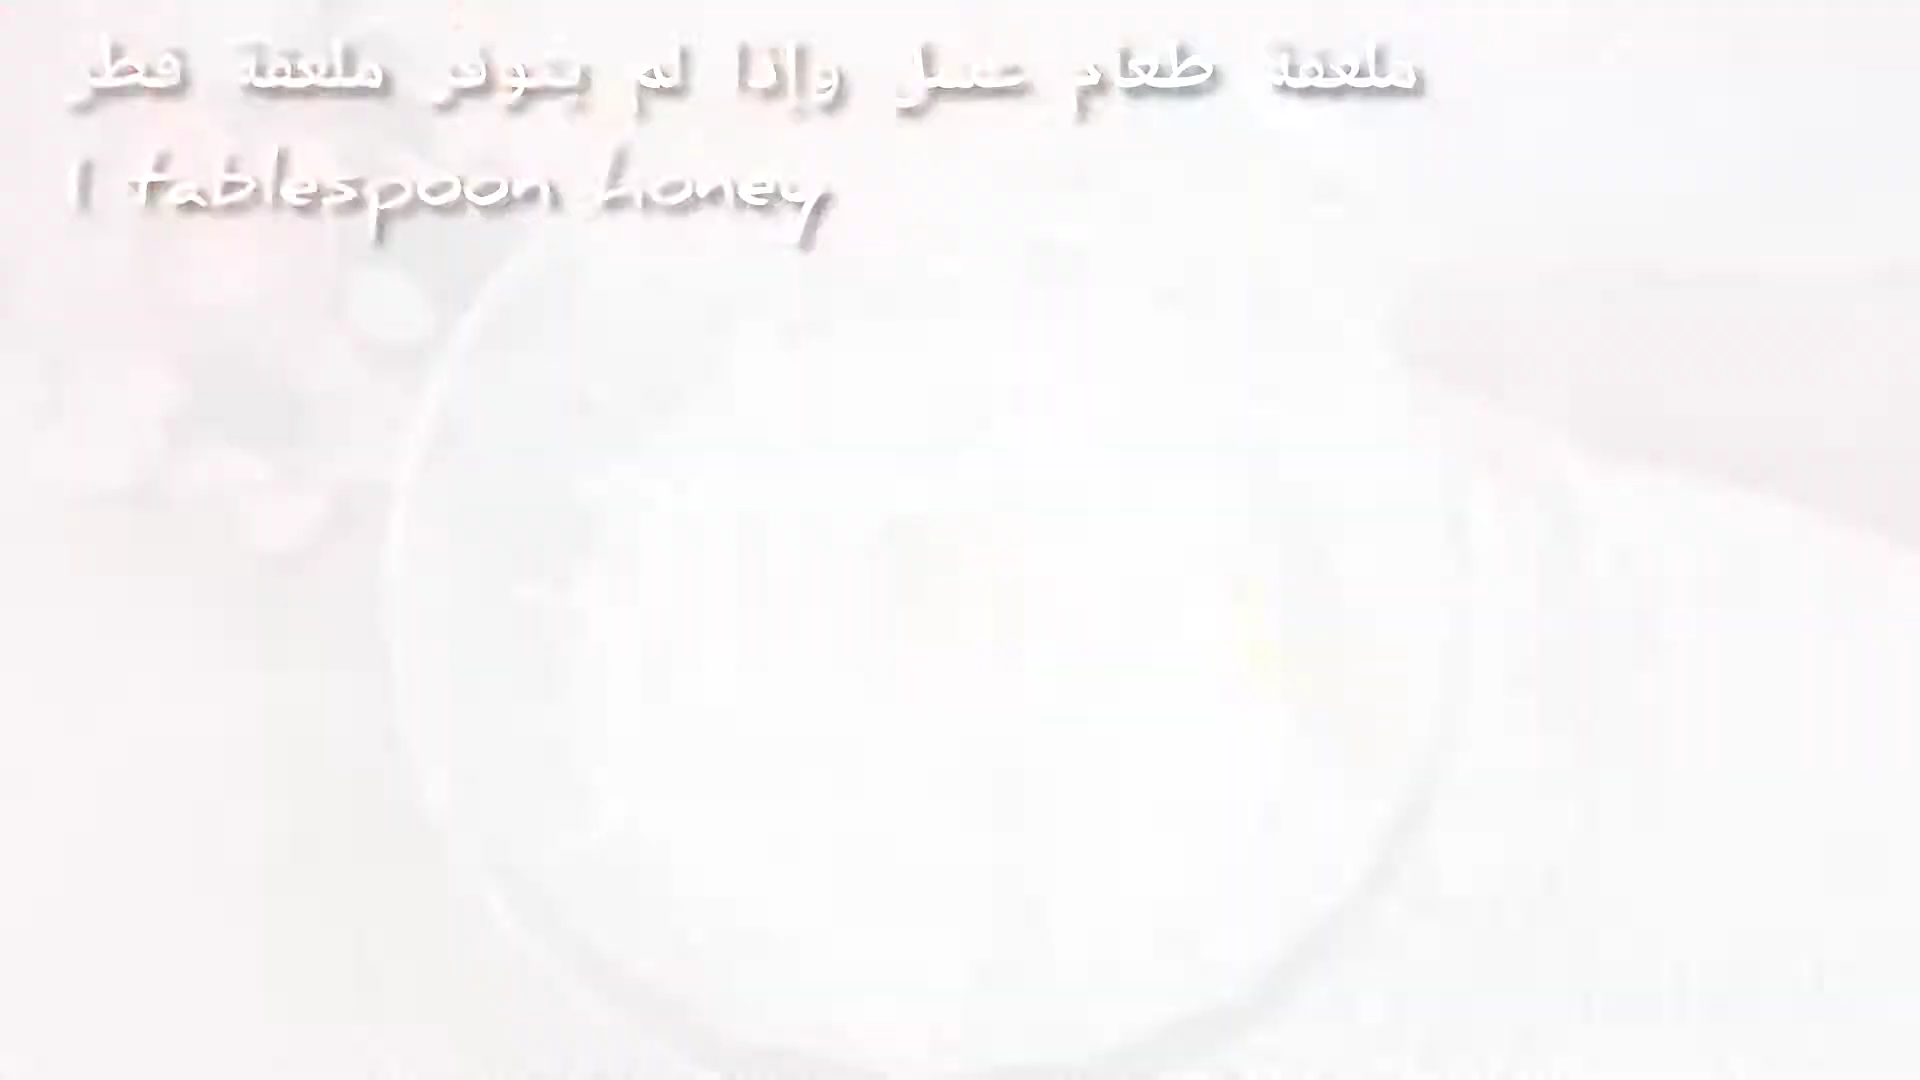 ملعقة طعام عسل وإذا لم يتوفر ملعقة قطر
1 tablespoon honey